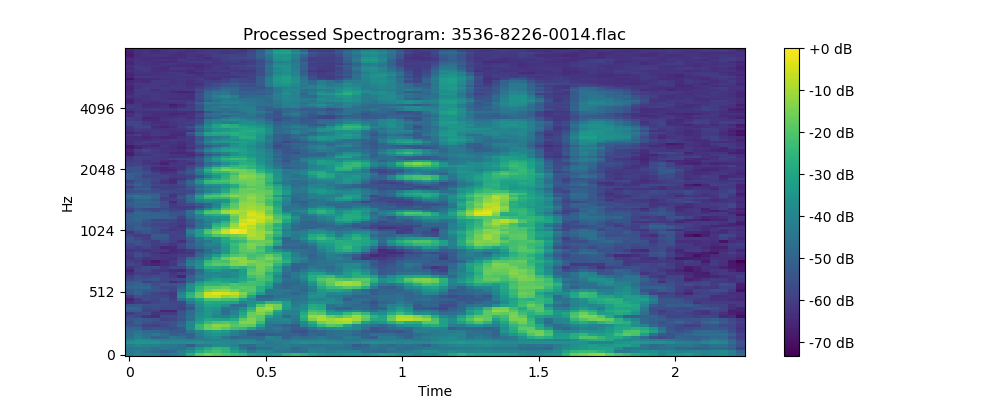 Processed Spectrogram: 3536-8226-0014.flac
Hz
4096
2048
1024
512
0
0
0.5
1
1.5
2
Time
+0 dB
-10 dB
-20 dB
-30 dB
-40 dB
-50 dB
-60 dB
-70 dB